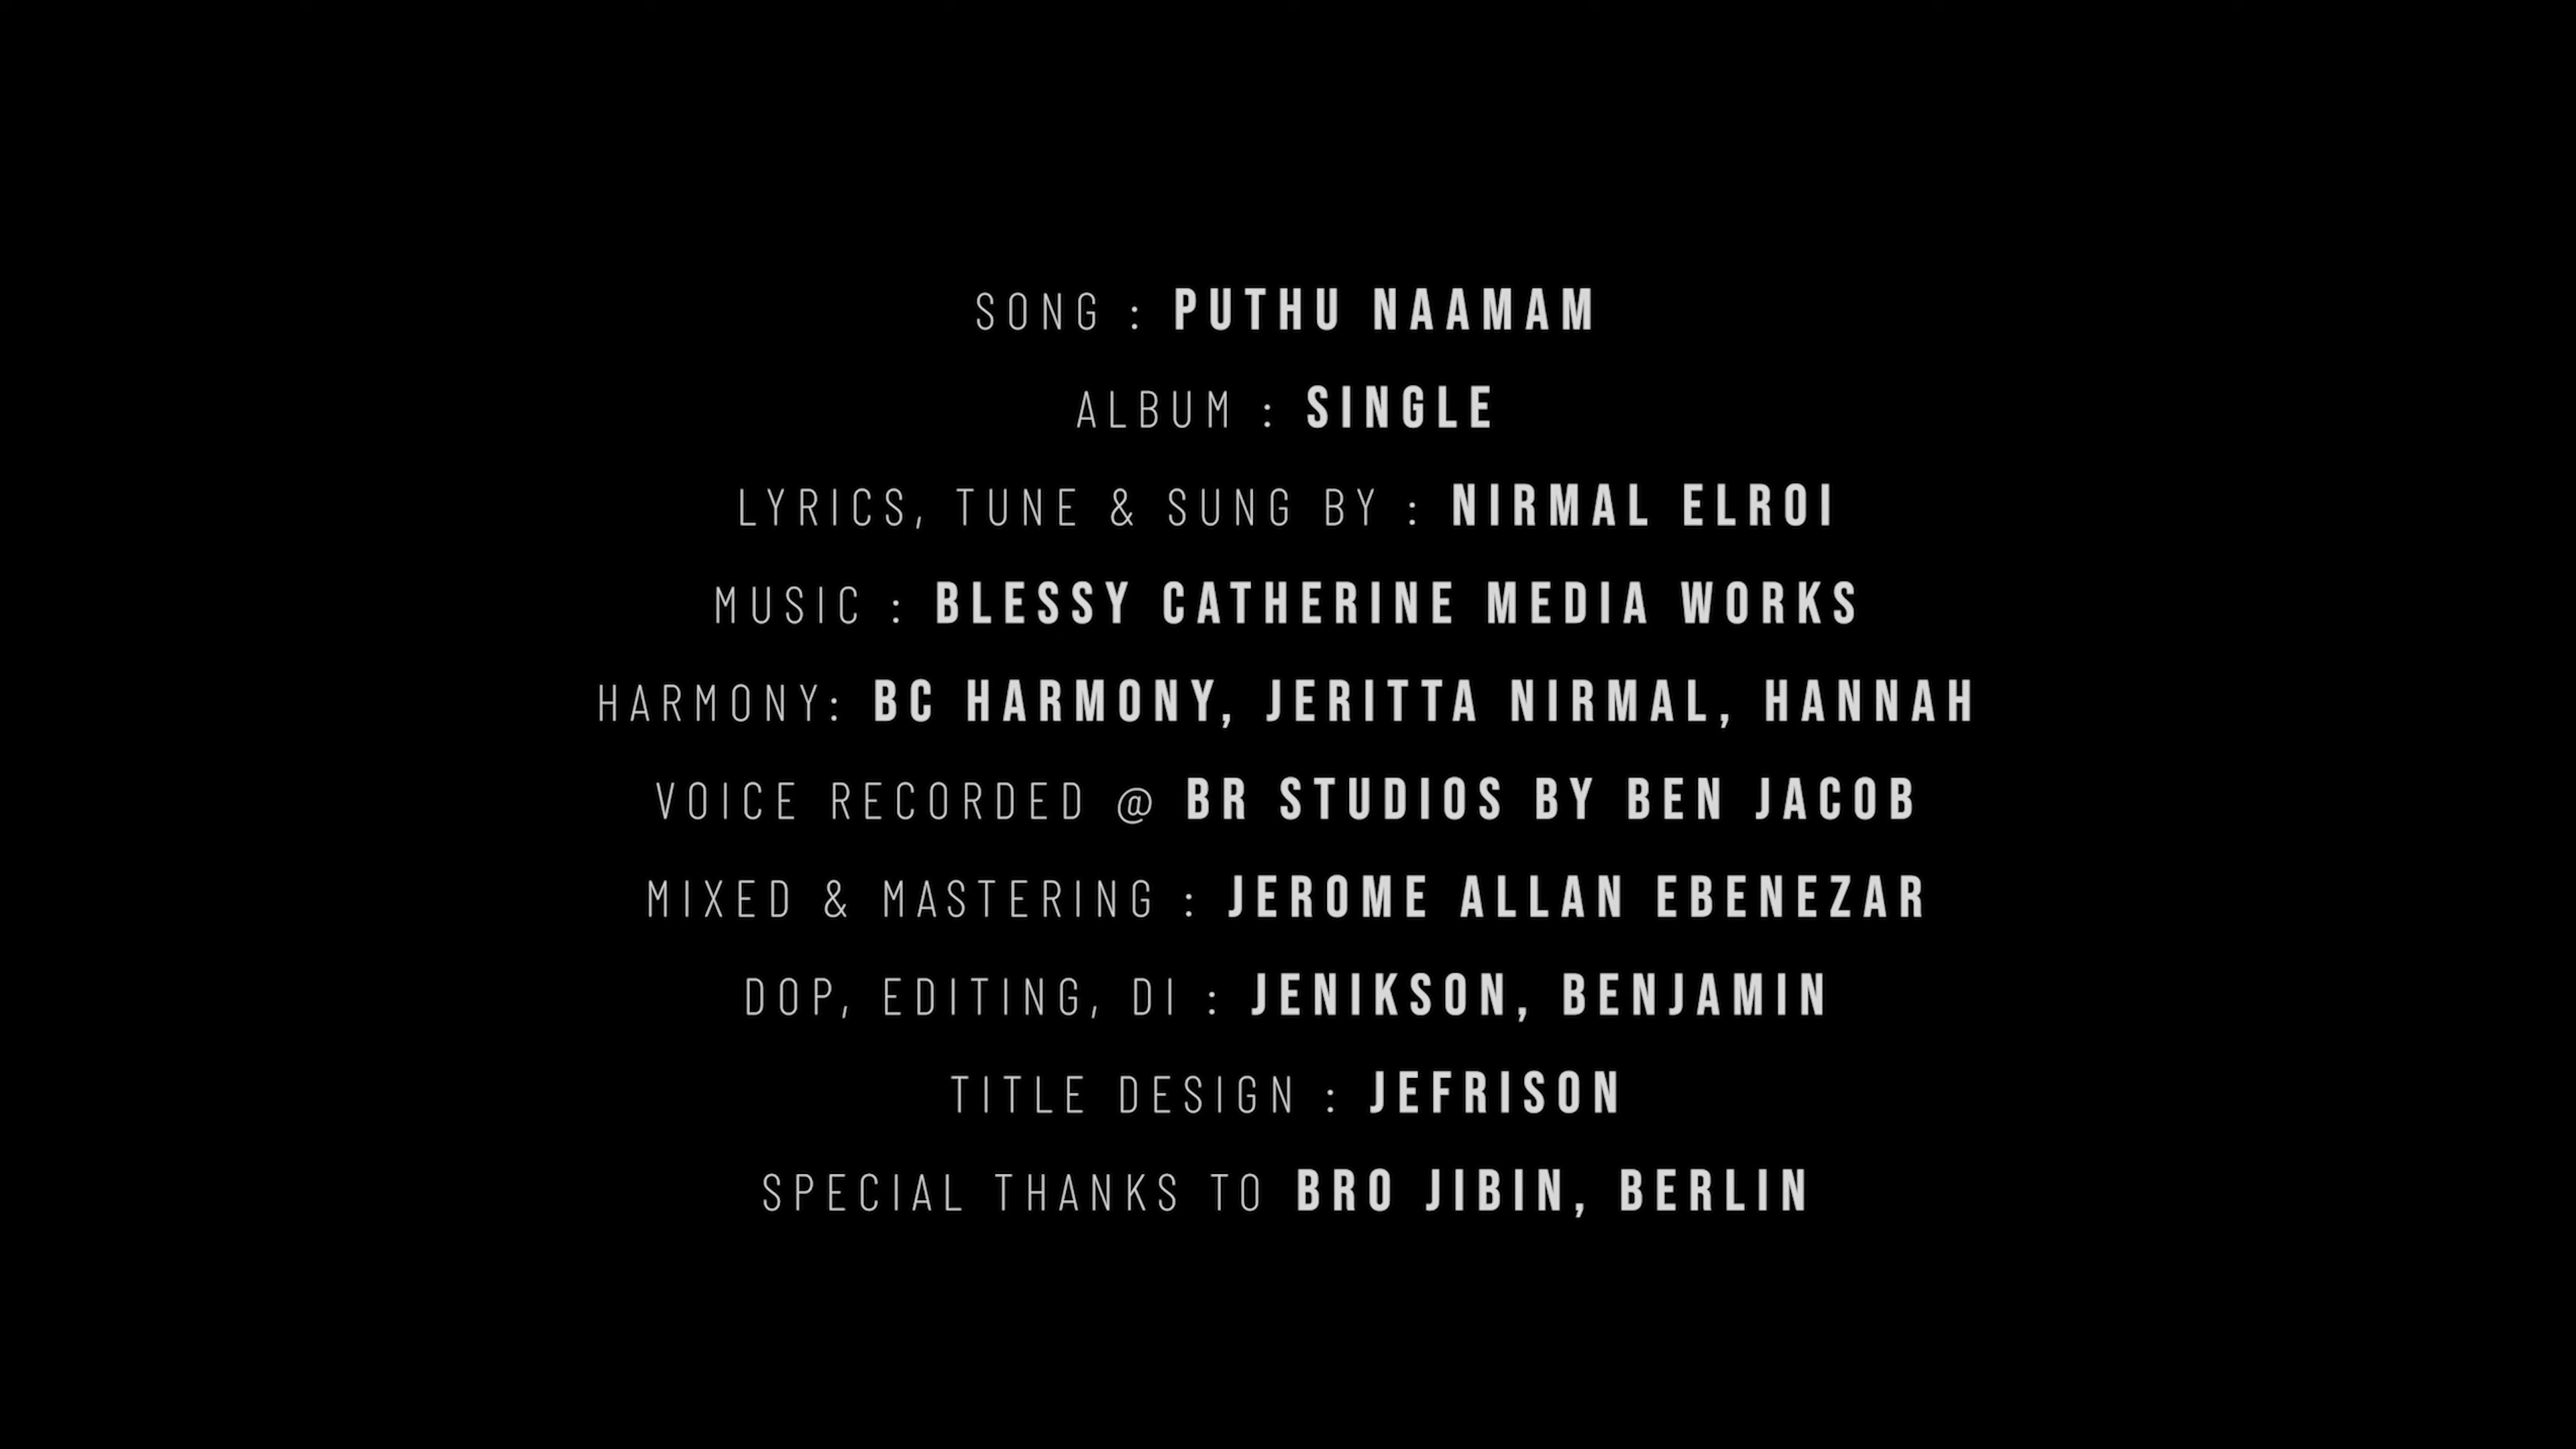 SONG : PUTHU NAAMAM
ALBUM : SINGLE
LYRICS, TUNE & SUNG BY : NIRMAL ELROI
MUSIC : BLESSY CATHERINE MEDIA WORKS
HARMONY: BC HARMONY, JERITTA NIRMAL, HANNAH
VOICE RECORDED @ BR STUDIOS BY BEN JACOB
MIXED & MASTERING : JEROME ALLAN EBENEZAR
DOP, EDITING, DI : JENIKSON, BENJAMIN
TITLE DESIGN : JEFRISON
SPECIAL THANKS TO BRO JIBIN, BERLIN